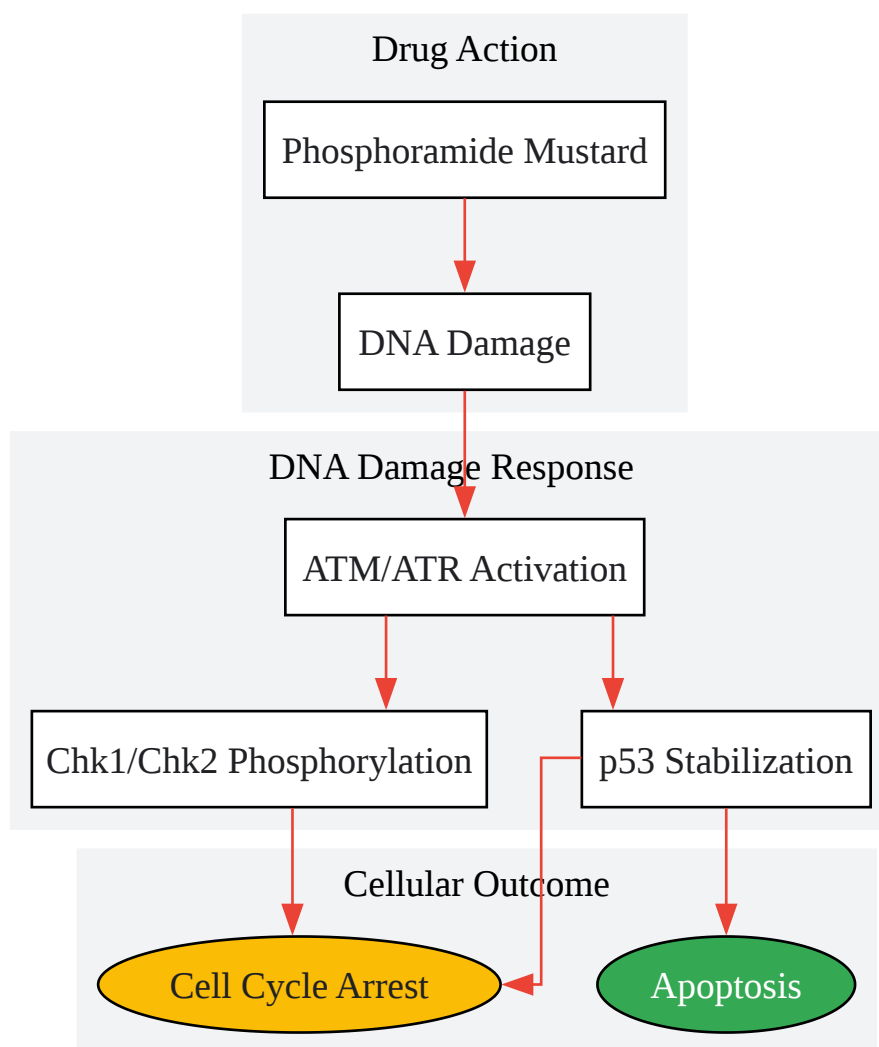 Drug Action
Phosphoramide Mustard
DNA Damage
DNA Damage Response
ATM/ATR Activation
Chk1/Chk2 Phosphorylation
p53 Stabilization
Cellular Outcome
Cell Cycle Arrest
Apoptosis